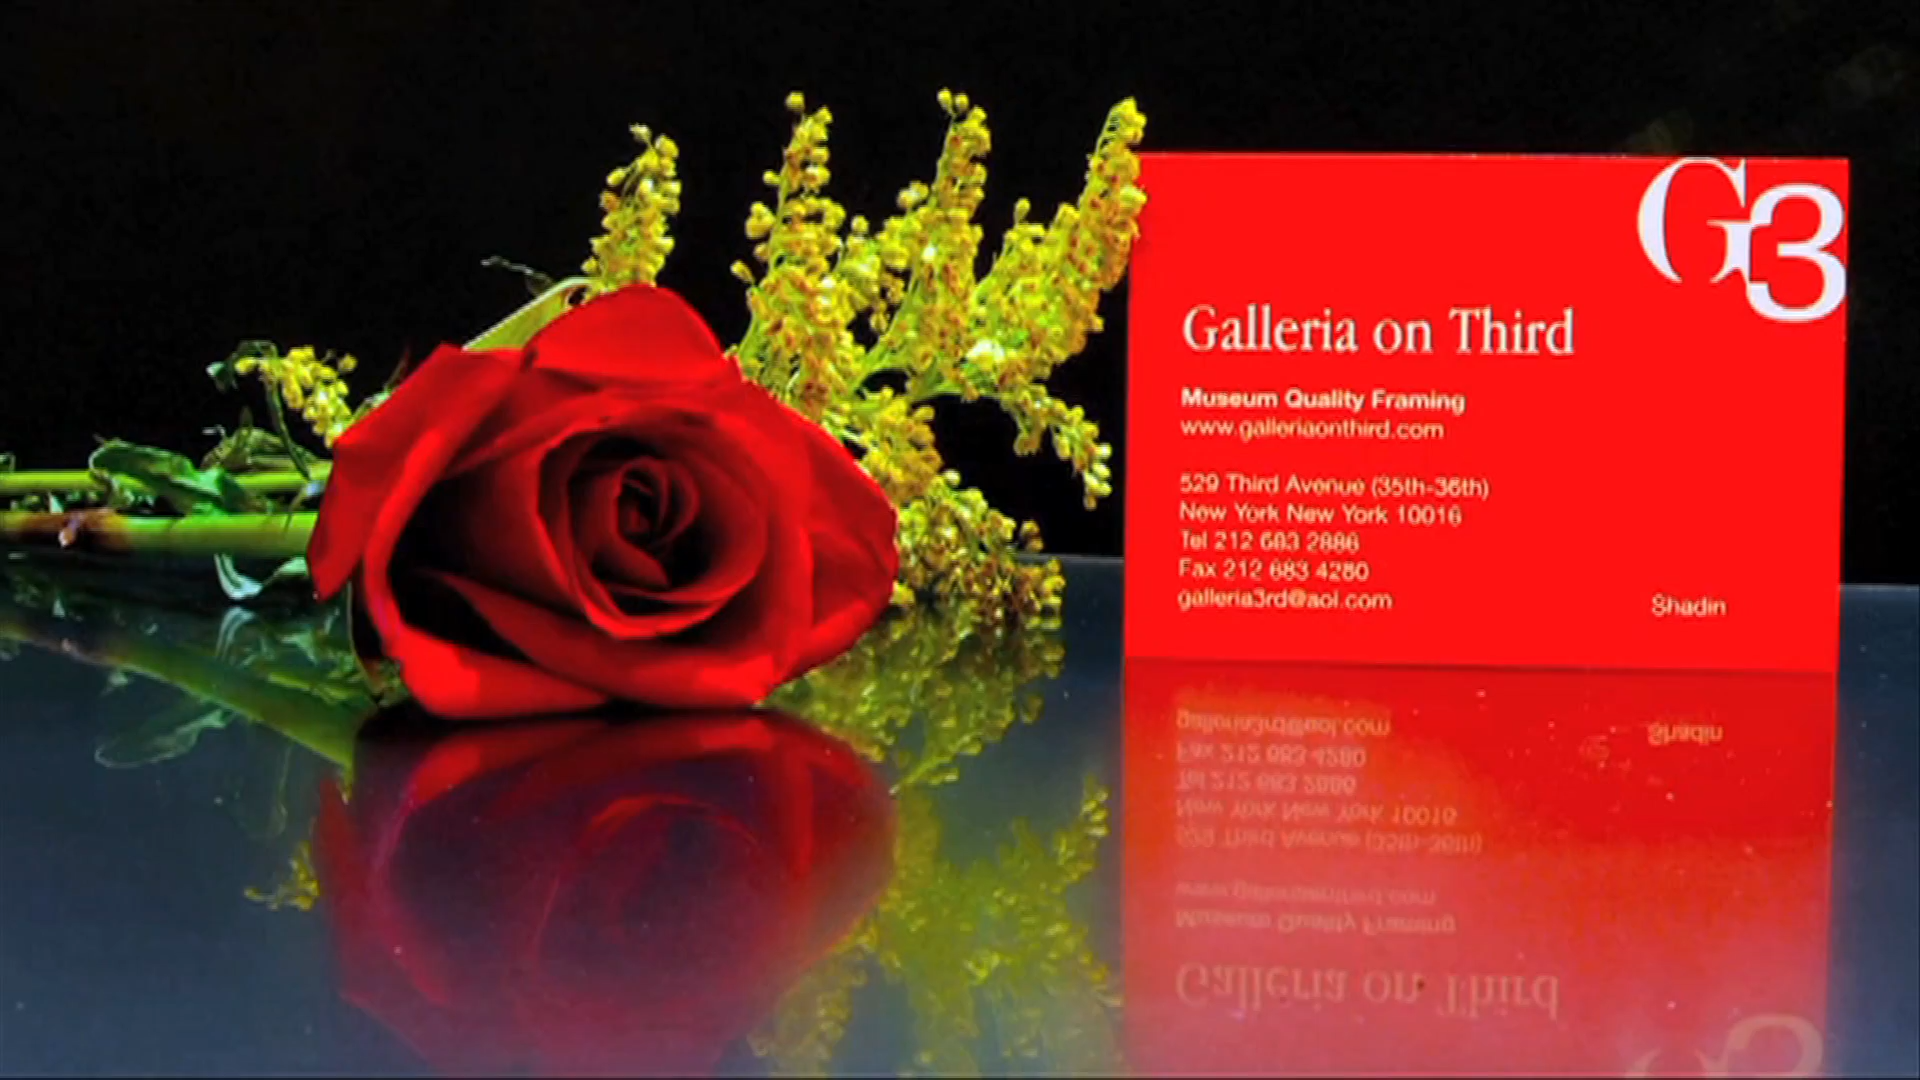 G3
Galleria on Third
Museum Quality Framing
www.galleriaonthird.com
529 Third Avenue (35th-36th)
New York New York 10016
Tel 212 683 2886
Fax 212 683 4280
galleria3rd@aol.com
Shadin